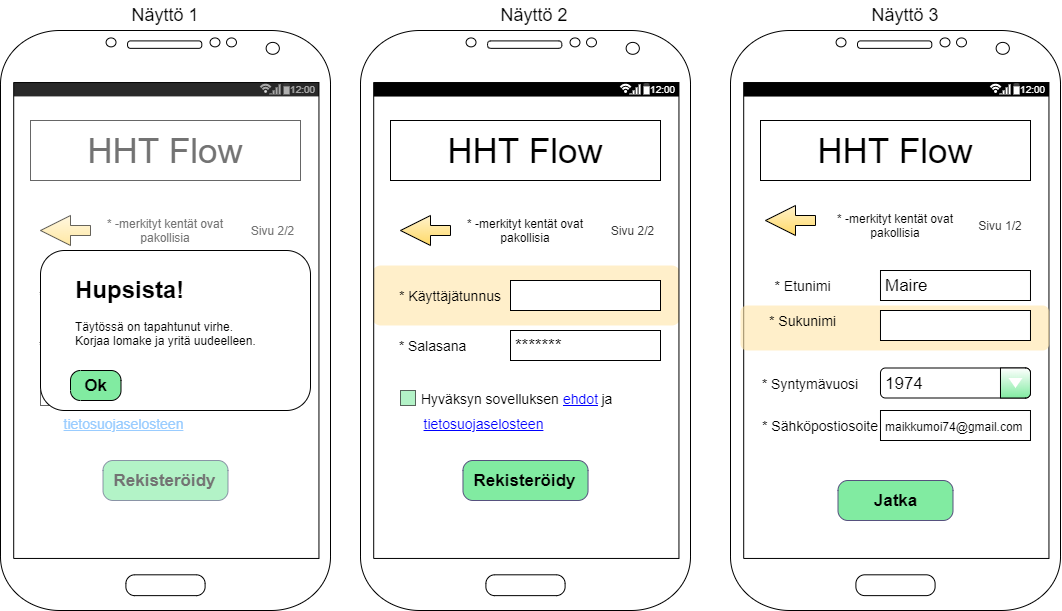 Näyttö 1
12:00
HHT Flow
* -merkityt kentät ovat
pakollisia
Sivu 2/2
Hupsista!
Täytössä on tapahtunut virhe.
Korjaa lomake ja yritä uudeelleen.
Ok
tietosuojaselosteen
Rekisteröidy
Näyttö 2
12:00
HHT Flow
* -merkityt kentät ovat
pakollisia
Sivu 2/2
* Käyttäjätunnus
* Salasana *******
Hyväksyn sovelluksen ehdot ja
tietosuojaselosteen
Rekisteröidy
Näyttö 3
12:00
HHT Flow
* -merkityt kentät ovat
pakollisia
Sivu 1/2
* Etunimi Maire
* Sukunimi
* Syntymävuosi 1974
* Sähköpostiosoite maikkumoi74@gmail.com
Jatka